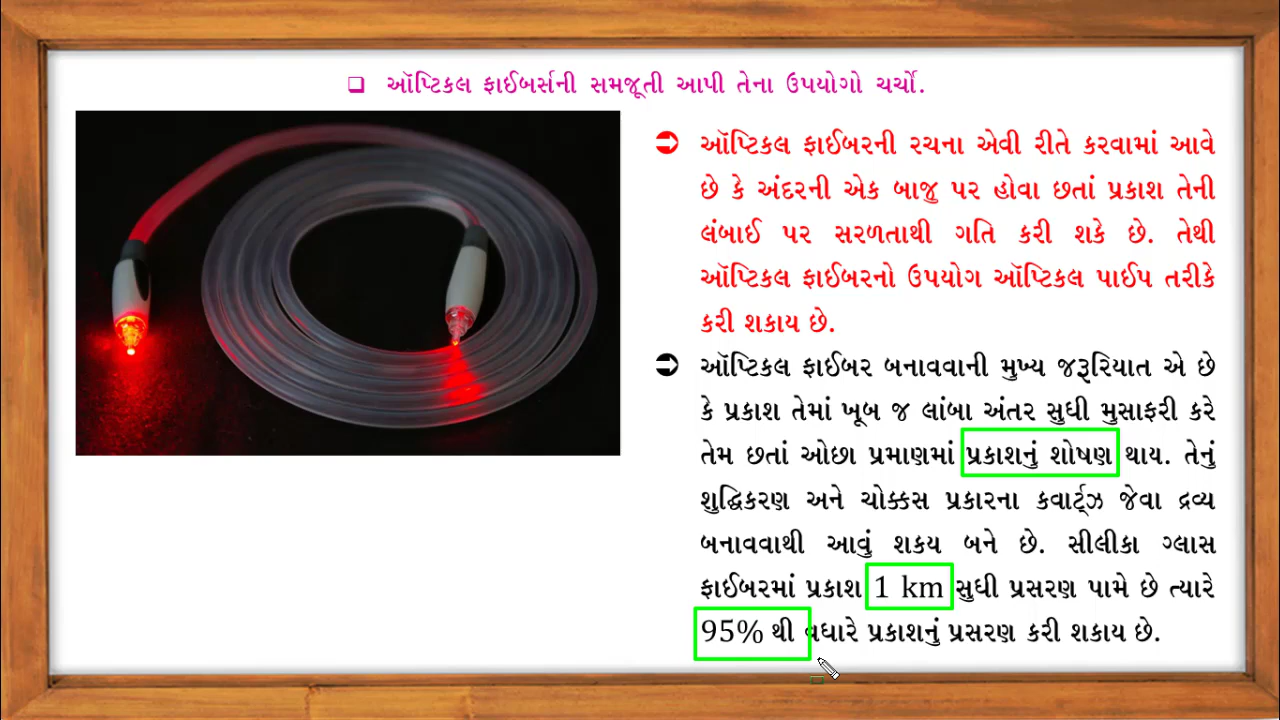 ઑપ્ટિકલ ફાઈબર્સની સમજૂતી આપી તેના ઉપયોગો ચર્ચો.
ઑપ્ટિકલ ફાઈબરની રચના એવી રીતે કરવામાં આવે
છે કે અંદરની એક બાજુ પર હોવા છતાં પ્રકાશ તેની
લંબાઈ પર સરળતાથી ગતિ કરી શકે છે. તેથી
ઑપ્ટિકલ ફાઈબરનો ઉપયોગ ઑપ્ટિકલ પાઈપ તરીકે
કરી શકાય છે.
ઑપ્ટિકલ ફાઈબર બનાવવાની મુખ્ય જરૂરિયાત એ છે
કે પ્રકાશ તેમાં ખૂબ જ લાંબા અંતર સુધી મુસાફરી કરે
તેમ છતાં ઓછા પ્રમાણમાં પ્રકાશનું શોષણ થાય. તેનું
શુદ્ધિકરણ અને ચોક્કસ પ્રકારના કવાર્ટ્ઝ જેવા દ્રવ્ય
બનાવવાથી આવું શકય બને છે. સીલીકા ગ્લાસ
ફાઈબરમાં પ્રકાશ 1 km સુધી પ્રસરણ પામે છે ત્યારે
95% થી વધારે પ્રકાશનું પ્રસરણ કરી શકાય છે.